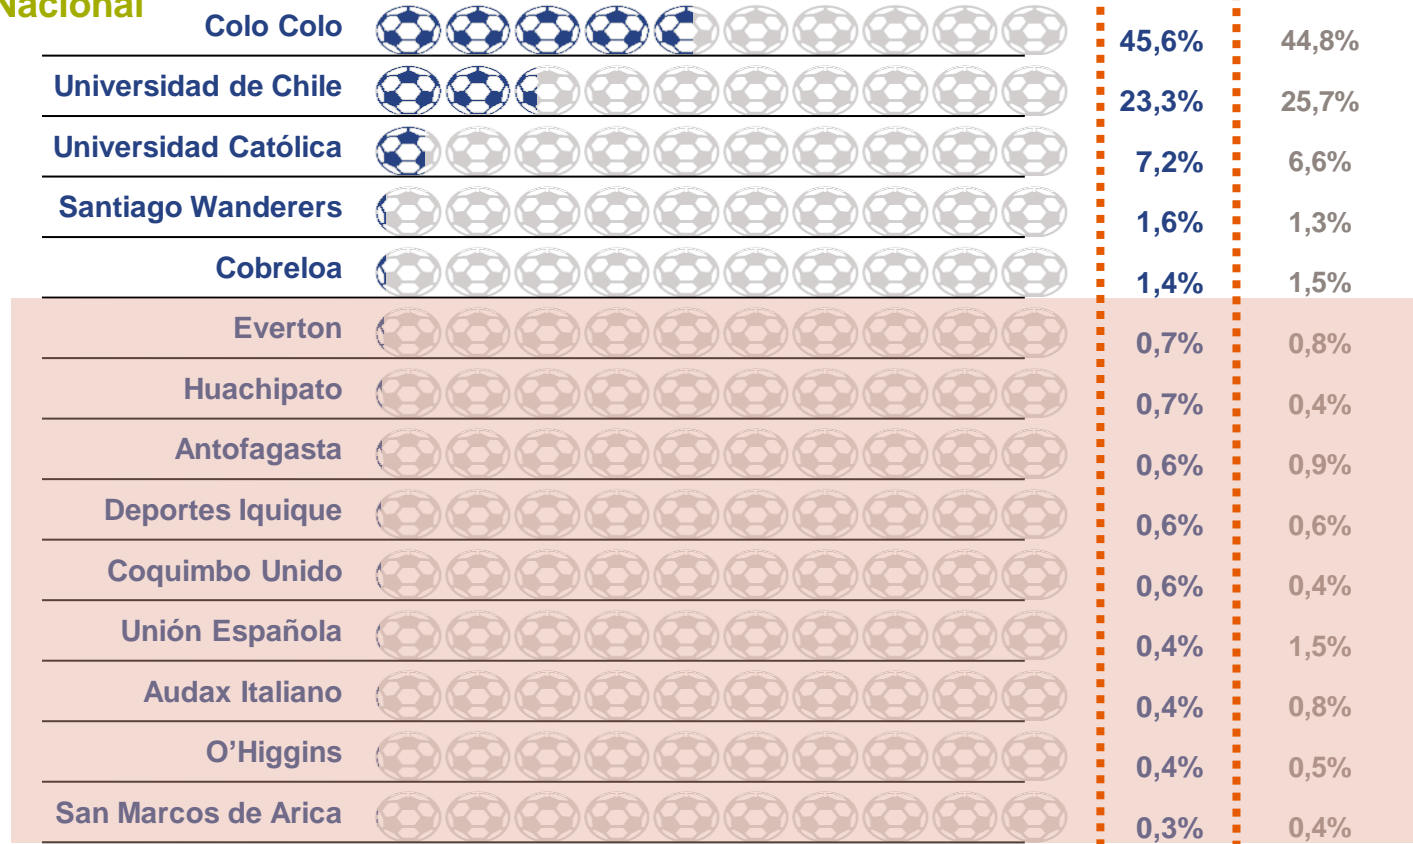 Nacional
Colo Colo 45,6% 44,8%
Universidad de Chile 23,3% 25,7%
Universidad Católica 7,2% 6,6%
Santiago Wanderers 1,6% 1,3%
Cobreloa 1,4% 1,5%
Everton 0,7% 0,8%
Huachipato 0,7% 0,4%
Antofagasta 0,6% 0,9%
Deportes Iquique 0,6% 0,6%
Coquimbo Unido 0,6% 0,4%
Unión Española 0,4% 1,5%
Audax Italiano 0,4% 0,8%
O’Higgins 0,4% 0,5%
San Marcos de Arica 0,3% 0,4%